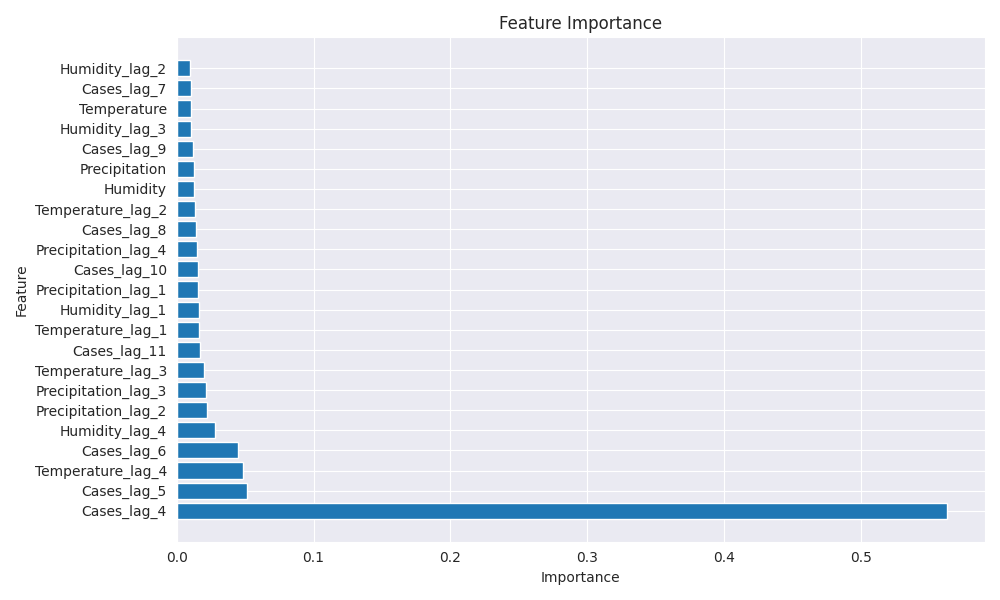 Feature Importance
Humidity_lag_2
Cases_lag_7
Temperature
Humidity_lag_3
Cases_lag_9
Precipitation
Humidity
Temperature_lag_2
Cases_lag_8
Precipitation_lag_4
Cases_lag_10
Precipitation_lag_1
Humidity_lag_1
Temperature_lag_1
Cases_lag_11
Temperature_lag_3
Precipitation_lag_3
Precipitation_lag_2
Humidity_lag_4
Cases_lag_6
Temperature_lag_4
Cases_lag_5
Cases_lag_4
Feature
0.0 0.1 0.2 0.3 0.4 0.5
Importance